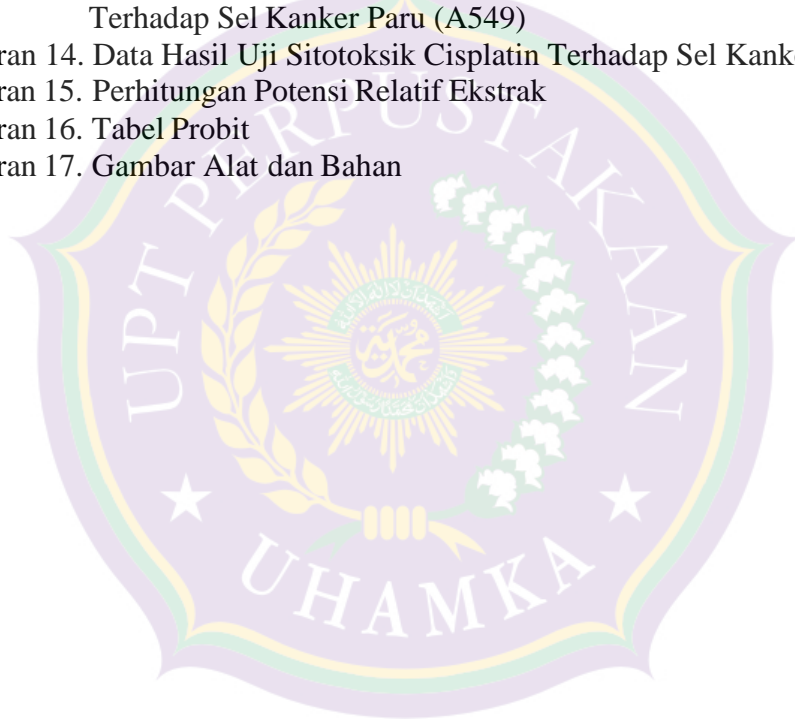 Terhadap Sel Kanker Paru (A549)
ran 14. Data Hasil Uji Sitotoksik Cisplatin Terhadap Sel Kank
ran 15. Perhitungan Potensi Relatif Ekstrak
ran 16. Tabel Probit
ran 17. Gambar Alat dan Bahan
UPT PERPUSTAKAAN
UHAMKA